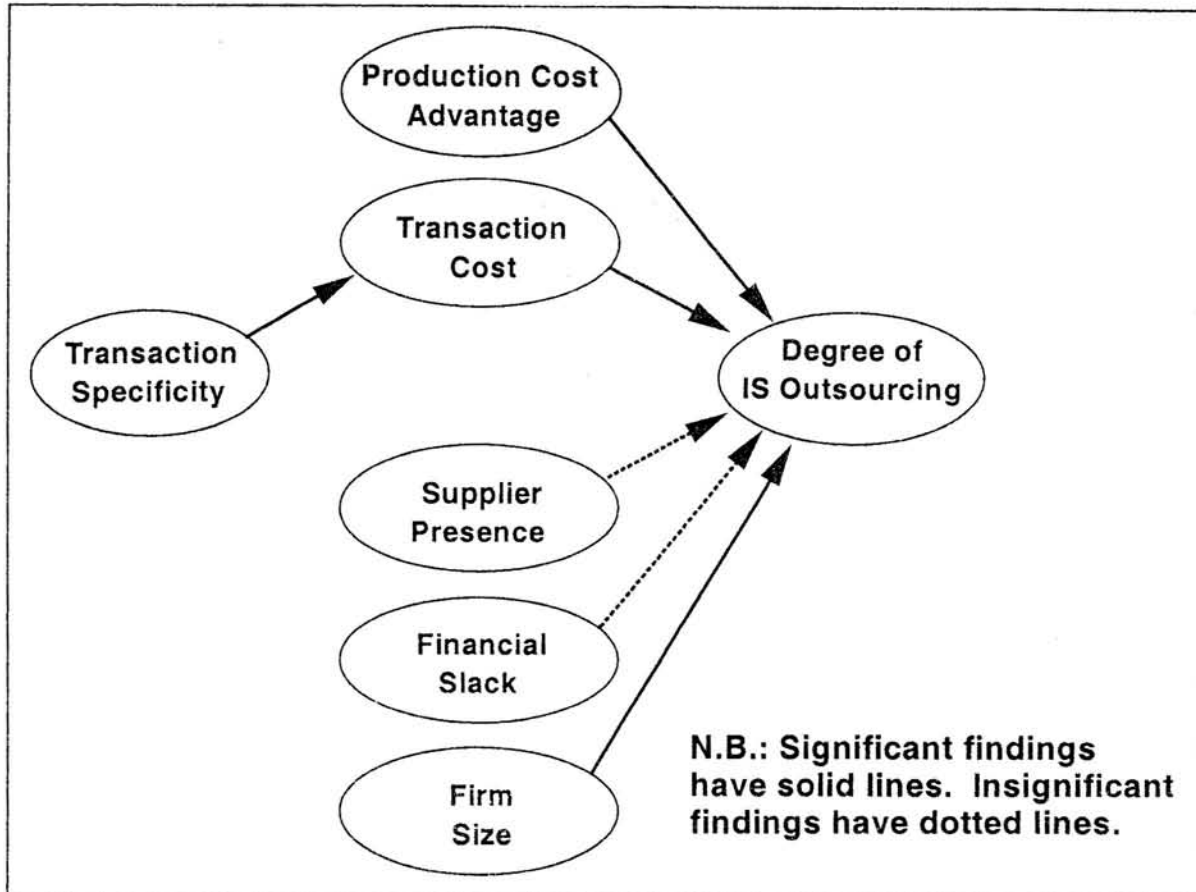 Production Cost
Advantage
Transaction
Cost
Transaction
Specificity
Degree of
IS Outsourcing
Supplier
Presence
Financial
Slack
Firm
Size
N.B.: Significant findings
have solid lines. Insignificant
findings have dotted lines.